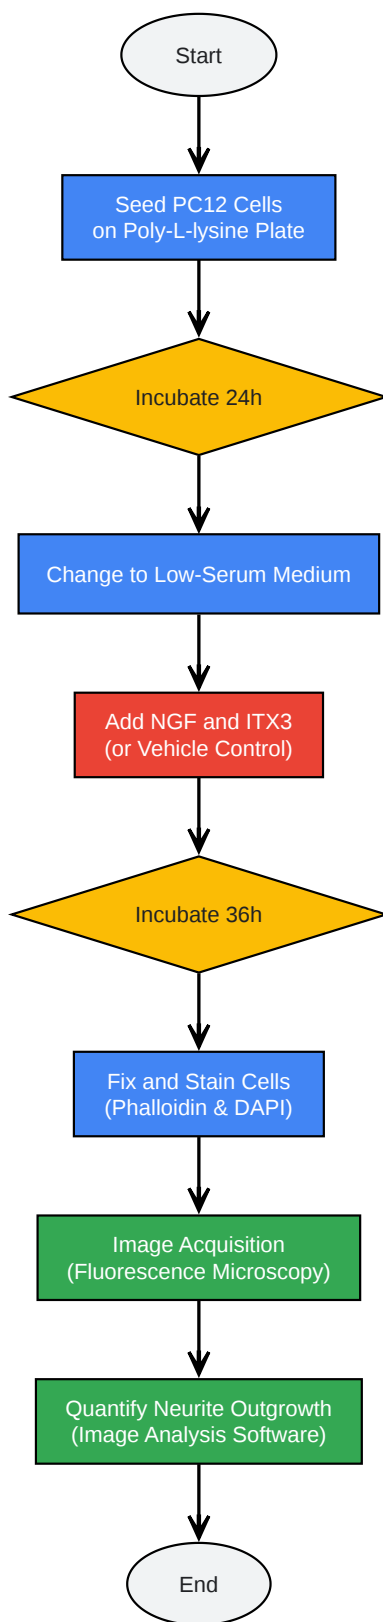 Start
Seed PC12 Cells
on Poly-L-lysine Plate
Incubate 24h
Change to Low-Serum Medium
Add NGF and ITX3
(or Vehicle Control)
Incubate 36h
Fix and Stain Cells
(Phalloidin & DAPI)
Image Acquisition
(Fluorescence Microscopy)
Quantify Neurite Outgrowth
(Image Analysis Software)
End